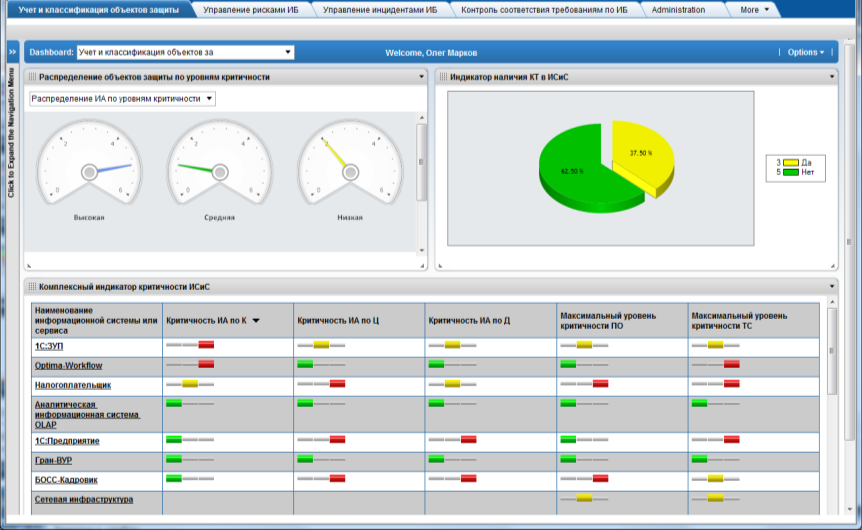 Учет и классификация объектов защиты
Управление рисками ИБ
Управление инцидентами ИБ
Контроль соответствия требованиям по ИБ
Administration
More
Dashboard: Учет и классификация объектов за
Welcome, Олег Марков
Options
Click to Expand the Navigation Menu
Распределение объектов защиты по уровням критичности
Распределение ИА по уровням критичности
0 2 4 6
Высокая
0 2 4 6
Средняя
0 2 4 6
Низкая
Индикатор наличия КТ в ИСиС
37.50 %
62.50 %
3 Да
5 Нет
Комплексный индикатор критичности ИСиС
Наименование
информационной системы или
сервиса
Критичность ИА по К
Критичность ИА по Ц
Критичность ИА по Д
Максимальный уровень
критичности ПО
Максимальный уровень
критичности ТС
1С:ЗУП
Optima-Workflow
Налогоплательщик
Аналитическая
информационная система
OLAP
1С:Предприятие
Гран-ВУР
БОСС-Кадровик
Сетевая инфраструктура